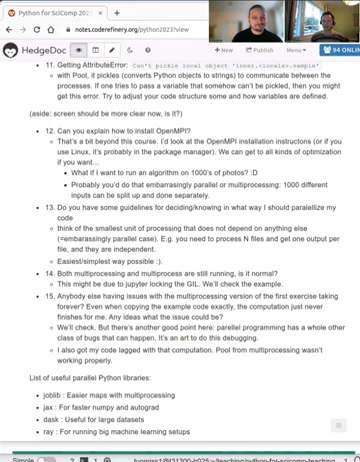 Python for SciComp 202
notes.coderefinery.org/python2023?view
HedgeDoc
+ New
Publish
Menu
94 ONLIN
11. Getting AttributeError: Can't pickle local object 'inner.<locals>.sample'
with Pool, it pickles (converts Python objects to strings) to communicate between the
processes. If one tries to pass a variable that somehow can't be pickled, then you might
get this error. Try to adjust your code structure some and how variables are defined.
(aside: screen should be more clear now, is it?)
12. Can you explain how to install OpenMPI?
That's a bit beyond this course. I'd look at the OpenMPI installation instructons (or if you
use Linux, it's probably in the package manager). We can get to all kinds of optimization
if you want…
What if I want to run an algorithm on 1000's of photos? :D
Probably you'd do that embarrasingly parallel or multiprocessing: 1000 different
inputs can be split up and done separately.
13. Do you have some guidelines for deciding/knowing in what way I should paralellize my
code
think of the smallest unit of processing that does not depend on anything else
(=embarassingly parallel case). E.g. you need to process N files and get one output per
file, and they are independent.
Easiest/simplest way possible :).
14. Both multiprocessing and multiprocess are still running, is it normal?
This might be due to jupyter locking the GIL. We'll check the example.
15. Anybody else having issues with the multiprocessing version of the first exercise taking
forever? Even when copying the example code exactly, the computation just never
finishes for me. Any ideas what the issue could be?
We'll check. But there's another good point here: parellel programming has a whole other
class of bugs that can happen. It's an art to do this debugging.
I also got my code lagged with that computation. Pool from multiprocessing wasn't
working properly.
List of useful parallel Python libraries:
joblib : Easier maps with multiprocessing
jax : For faster numpy and autograd
dask : Useful for large datasets
ray : For running big machine learning setups
Simple
2